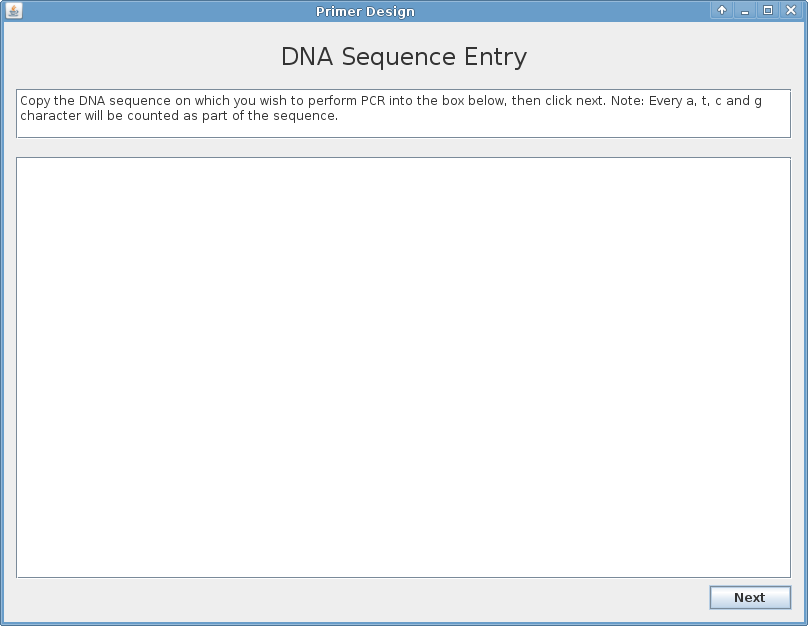 Primer Design
DNA Sequence Entry
Copy the DNA sequence on which you wish to perform PCR into the box below, then click next. Note: Every a, t, c and g
character will be counted as part of the sequence.
Next